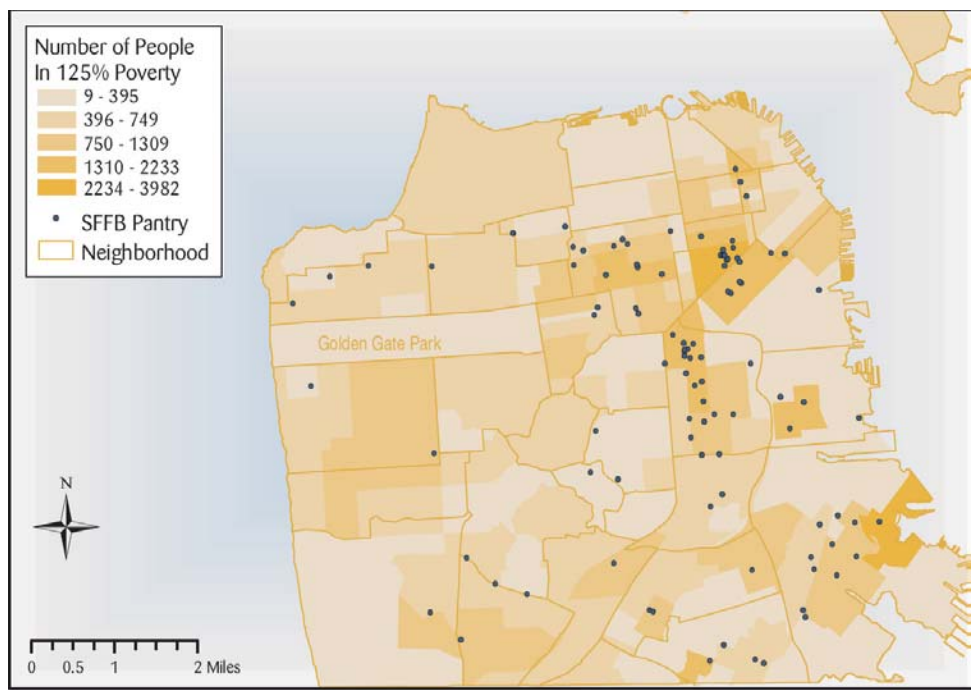 Number of People
In 125% Poverty
9 - 395
396 - 749
750 - 1309
1310 - 2233
2234 - 3982
SFFB Pantry
Neighborhood
Golden Gate Park
N
0 0.5 1 2 Miles